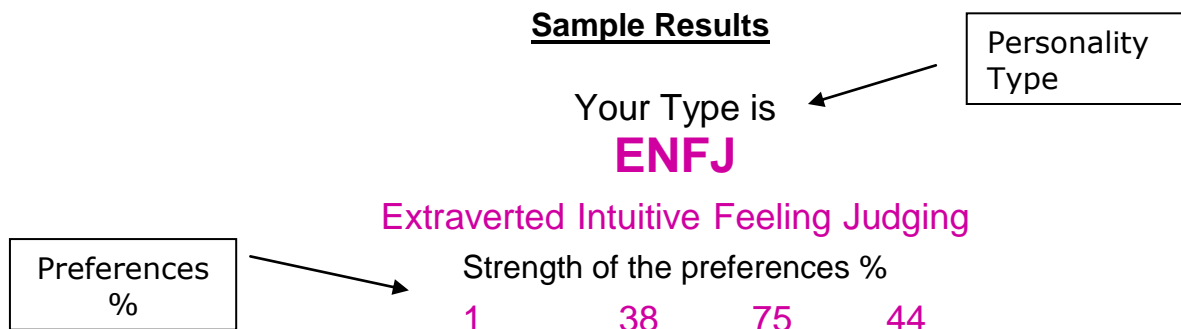 Sample Results
Personality
Type
Your Type is
ENFJ
Extraverted Intuitive Feeling Judging
Preferences
%
Strength of the preferences %
1 38 75 44